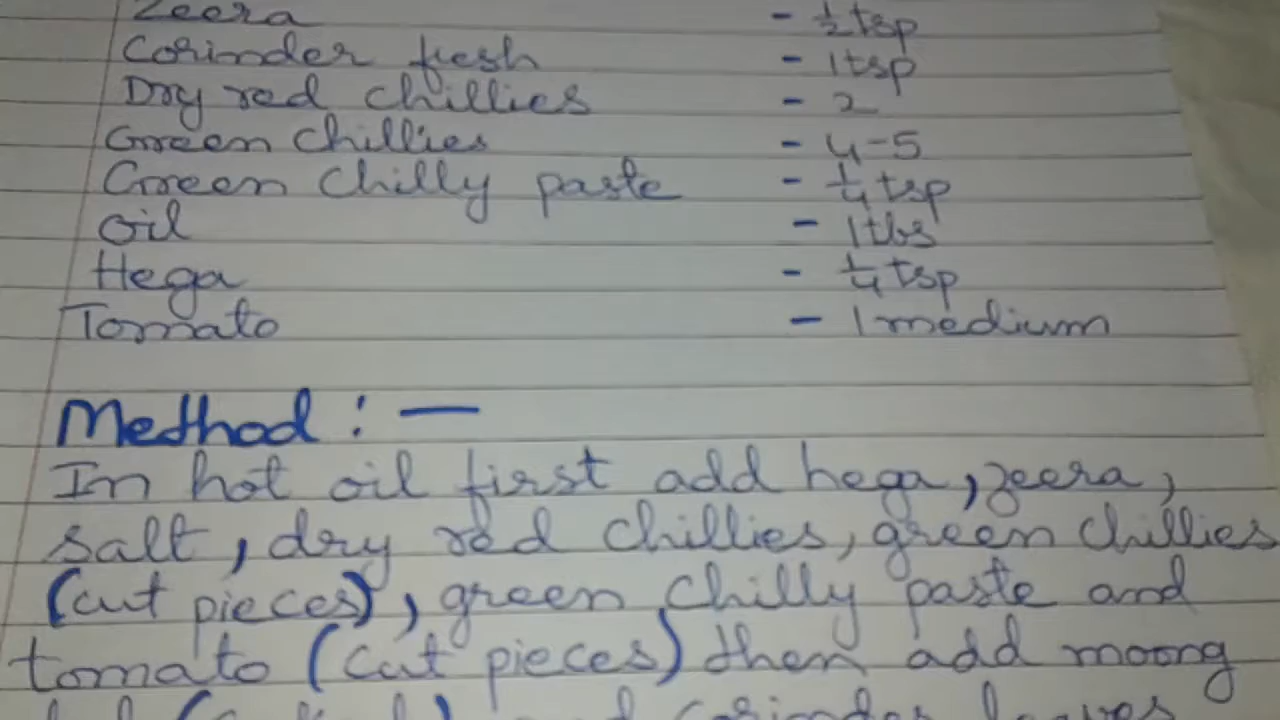 Zeera - ½ tsp
Corinder fresh - 1 tsp
Dry red chillies - 2
Green chillies - 4-5
Green chilly paste - ¼ tsp
Oil - 1 tbs
Hega - ¼ tsp
Tomato - 1 medium
Method : —
In hot oil first add hega, zeera,
salt, dry red chillies, green chillies
(cut pieces), green chilly paste and
tomato (cut pieces) then add moong
corinder leaves